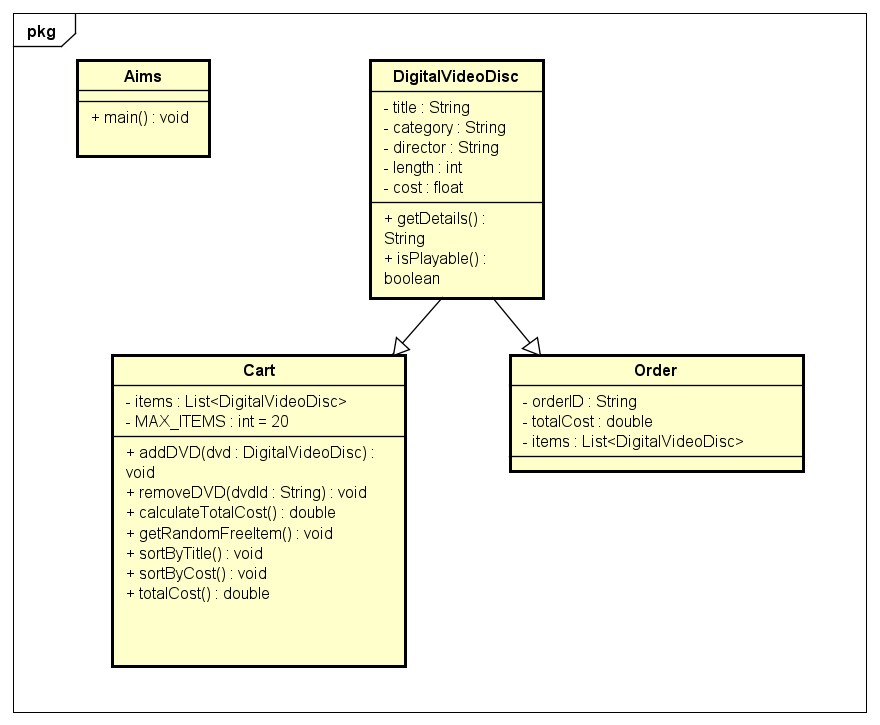 pkg
Aims
+ main() : void
DigitalVideoDisc
- title : String
- category : String
- director : String
- length : int
- cost : float
+ getDetails() :
String
+ isPlayable() :
boolean
Cart
- items : List<DigitalVideoDisc>
- MAX_ITEMS : int = 20
+ addDVD(dvd : DigitalVideoDisc) :
void
+ removeDVD(dvdId : String) : void
+ calculateTotalCost() : double
+ getRandomFreeItem() : void
+ sortByTitle() : void
+ sortByCost() : void
+ totalCost() : double
Order
- orderID : String
- totalCost : double
- items : List<DigitalVideoDisc>